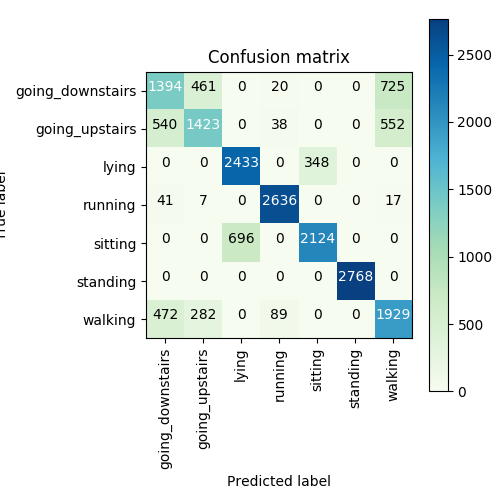 Confusion matrix
going_downstairs 1394 461 0 20 0 0 725
going_upstairs 540 1423 0 38 0 0 552
lying 0 0 2433 0 348 0 0
running 41 7 0 2636 0 0 17
sitting 0 0 696 0 2124 0 0
standing 0 0 0 0 0 2768 0
walking 472 282 0 89 0 0 1929
going_downstairs
going_upstairs
lying
running
sitting
standing
walking
Predicted label
True label
2500
2000
1500
1000
500
0